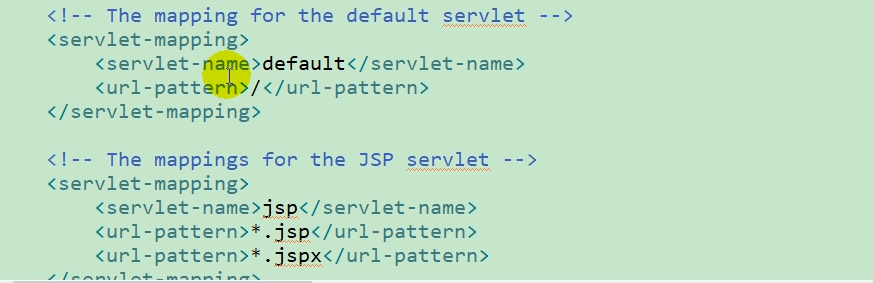 <!-- The mapping for the default servlet -->
<servlet-mapping>
<servlet-name>default</servlet-name>
<url-pattern>/</url-pattern>
</servlet-mapping>
<!-- The mappings for the JSP servlet -->
<servlet-mapping>
<servlet-name>jsp</servlet-name>
<url-pattern>*.jsp</url-pattern>
<url-pattern>*.jspx</url-pattern>
</servlet-mapping>